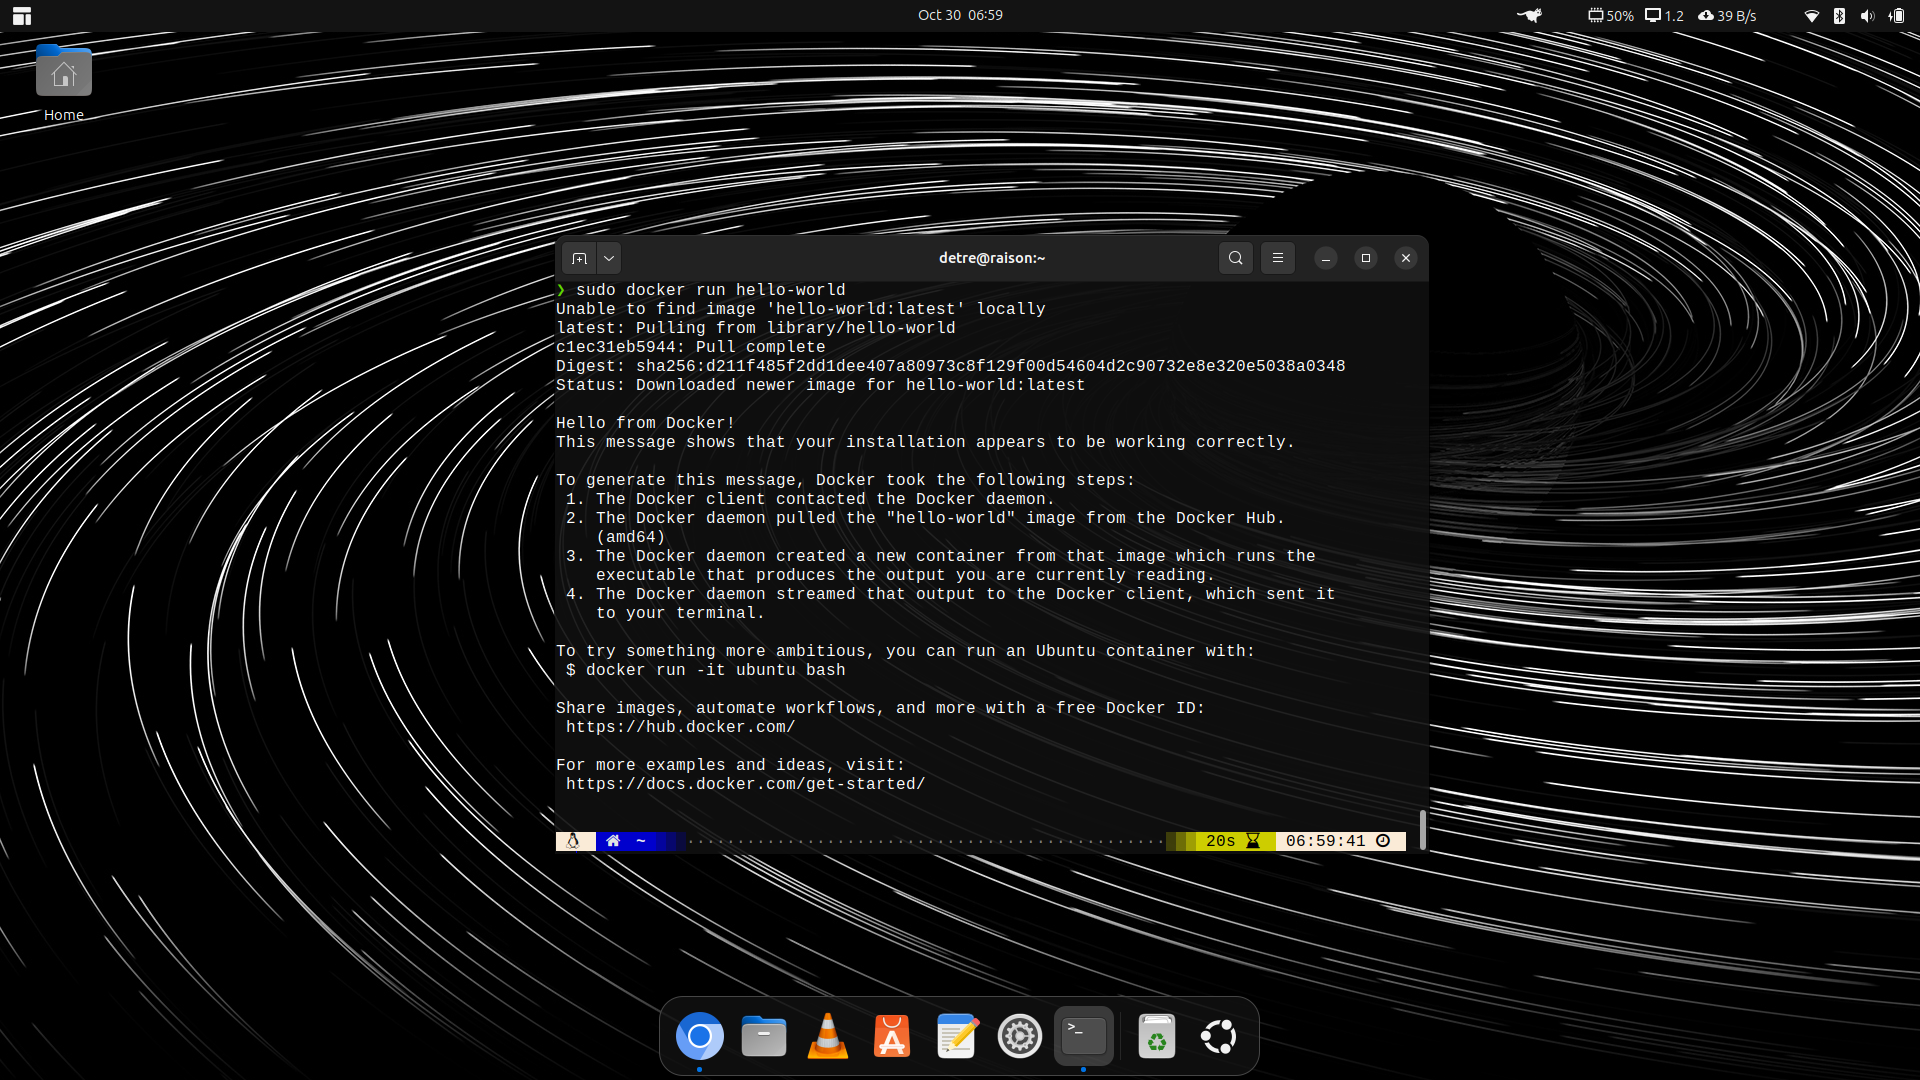 Oct 30 06:59
50% 1.2 39 B/s
Home
detre@raison:~
❯ sudo docker run hello-world
Unable to find image 'hello-world:latest' locally
latest: Pulling from library/hello-world
c1ec31eb5944: Pull complete
Digest: sha256:d211f485f2dd1dee407a80973c8f129f00d54604d2c90732e8e320e5038a0348
Status: Downloaded newer image for hello-world:latest
Hello from Docker!
This message shows that your installation appears to be working correctly.
To generate this message, Docker took the following steps:
1. The Docker client contacted the Docker daemon.
2. The Docker daemon pulled the "hello-world" image from the Docker Hub.
(amd64)
3. The Docker daemon created a new container from that image which runs the
executable that produces the output you are currently reading.
4. The Docker daemon streamed that output to the Docker client, which sent it
to your terminal.
To try something more ambitious, you can run an Ubuntu container with:
$ docker run -it ubuntu bash
Share images, automate workflows, and more with a free Docker ID:
https://hub.docker.com/
For more examples and ideas, visit:
https://docs.docker.com/get-started/
~ 20s 06:59:41